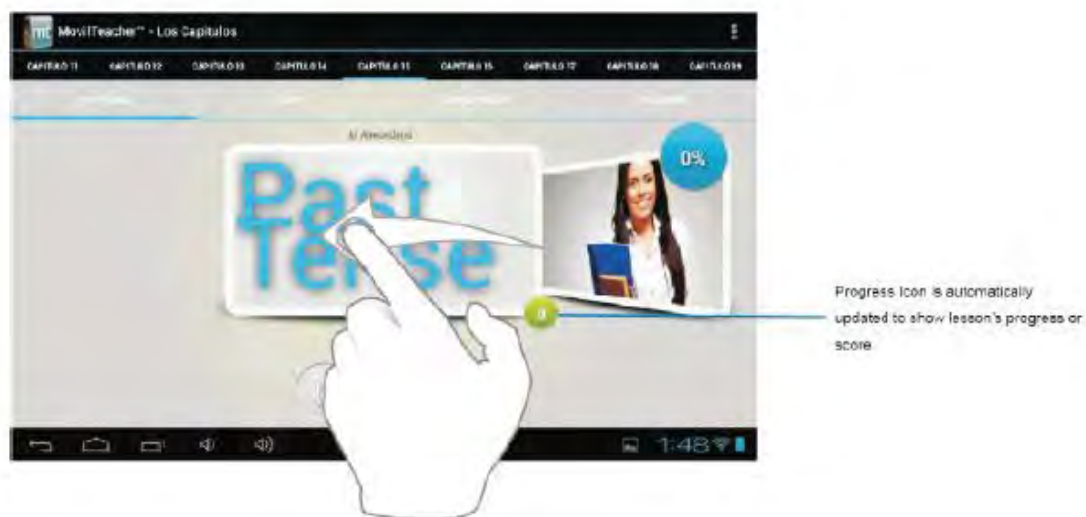 MovilTeacher™ - Los Capitulos
CAPITULO 11 CAPITULO 12 CAPITULO 13 CAPITULO 14 CAPITULO 15 CAPITULO 16 CAPITULO 17 CAPITULO 18 CAPITULO 19
Past
Tense
0%
Progress Icon is automatically
updated to show lesson's progress or
score
1:48